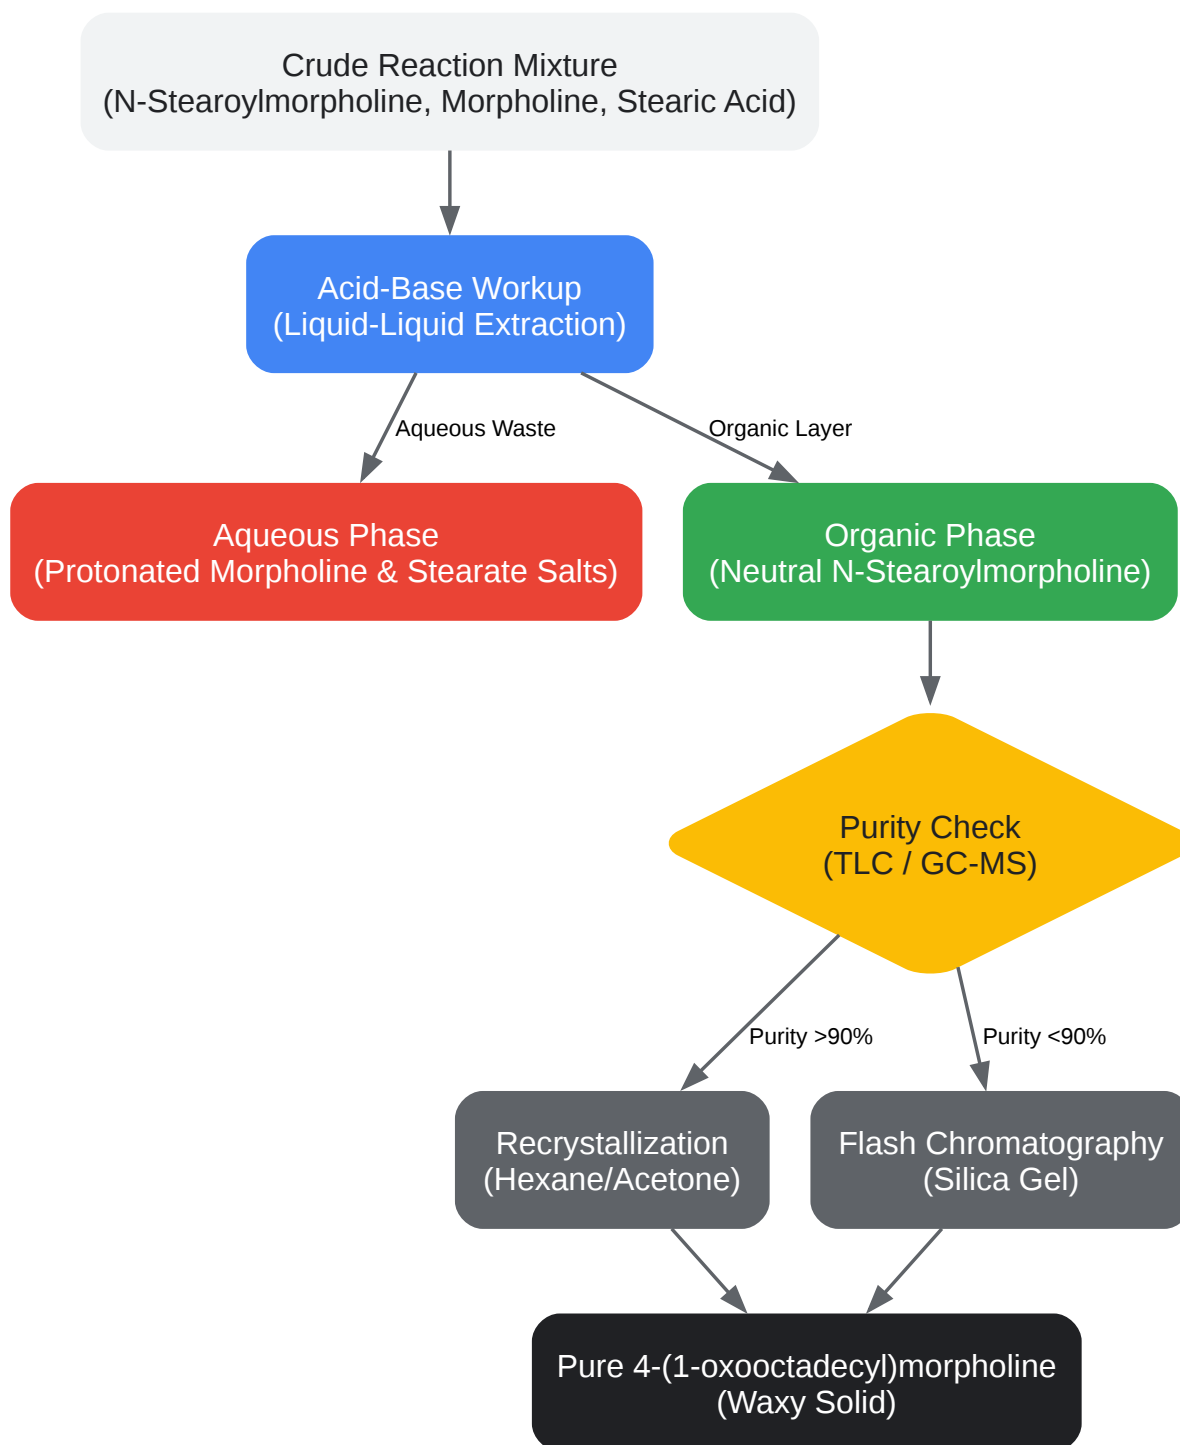 Crude Reaction Mixture
(N-Stearoylmorpholine, Morpholine, Stearic Acid)
Acid-Base Workup
(Liquid-Liquid Extraction)
Aqueous Waste
Organic Layer
Aqueous Phase
(Protonated Morpholine & Stearate Salts)
Organic Phase
(Neutral N-Stearoylmorpholine)
Purity Check
(TLC / GC-MS)
Purity >90%
Purity <90%
Recrystallization
(Hexane/Acetone)
Flash Chromatography
(Silica Gel)
Pure 4-(1-oxooctadecyl)morpholine
(Waxy Solid)